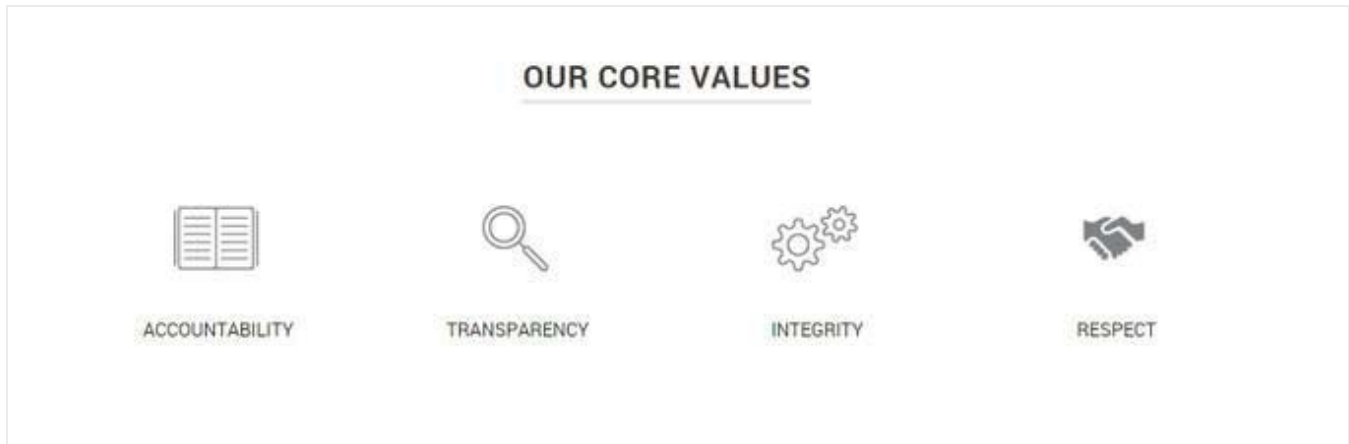 OUR CORE VALUES
ACCOUNTABILITY
TRANSPARENCY
INTEGRITY
RESPECT